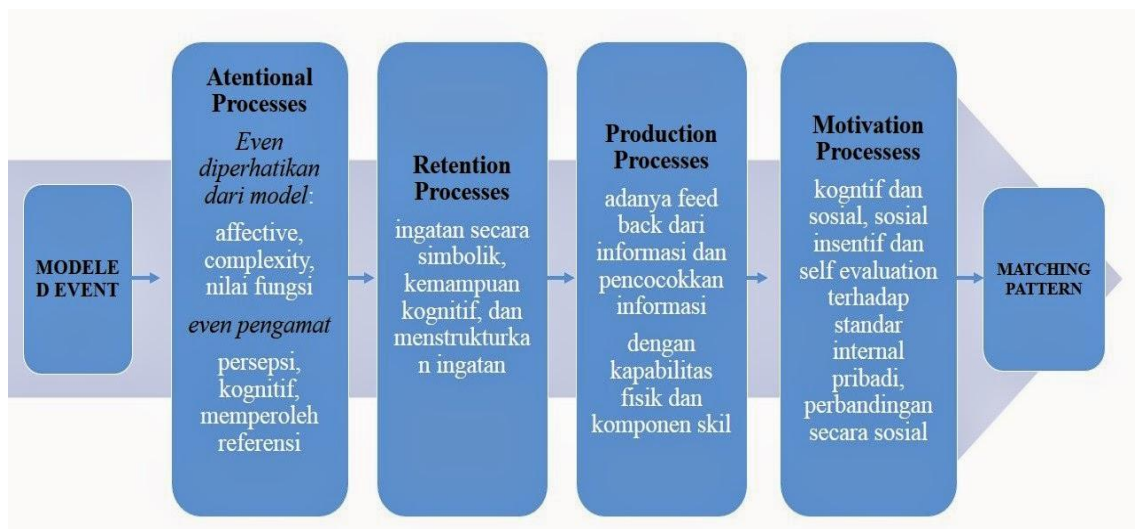 MODELE
D EVENT
Atentional
Processes
Even
diperhatikan
dari model:
affective,
complexity,
nilai fungsi
even pengamat
persepsi,
kognitif,
memperoleh
referensi
Retention
Processes
ingatan secara
simbolik,
kemampuan
kognitif, dan
menstrukturka
n ingatan
Production
Processes
adanya feed
back dari
informasi dan
pencocokkan
informasi
dengan
kapabilitas
fisik dan
komponen skil
Motivation
Processess
kogntif dan
sosial, sosial
insentif dan
self evaluation
terhadap
standar
internal
pribadi,
perbandingan
secara sosial
MATCHING
PATTERN